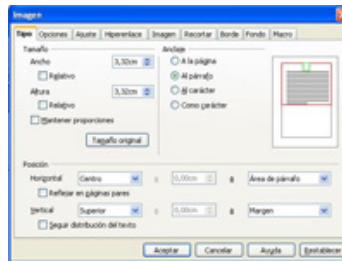 Imagen
Tipo Opciones Ajuste Hiperenlace Imagen Recortar Borde Fondo Macro
Tamaño
Ancho 3,32cm
Relativo
Altura 3,32cm
Relativo
Mantener proporciones
Tamaño original
Anclaje
A la página
Al párrafo
Al carácter
Como carácter
Posición
Horizontal Centro a 0,00cm a Área de párrafo
Reflejar en páginas pares
Vertical Superior a 0,00cm a Margen
Seguir distribución del texto
Aceptar Cancelar Ayuda Restablecer